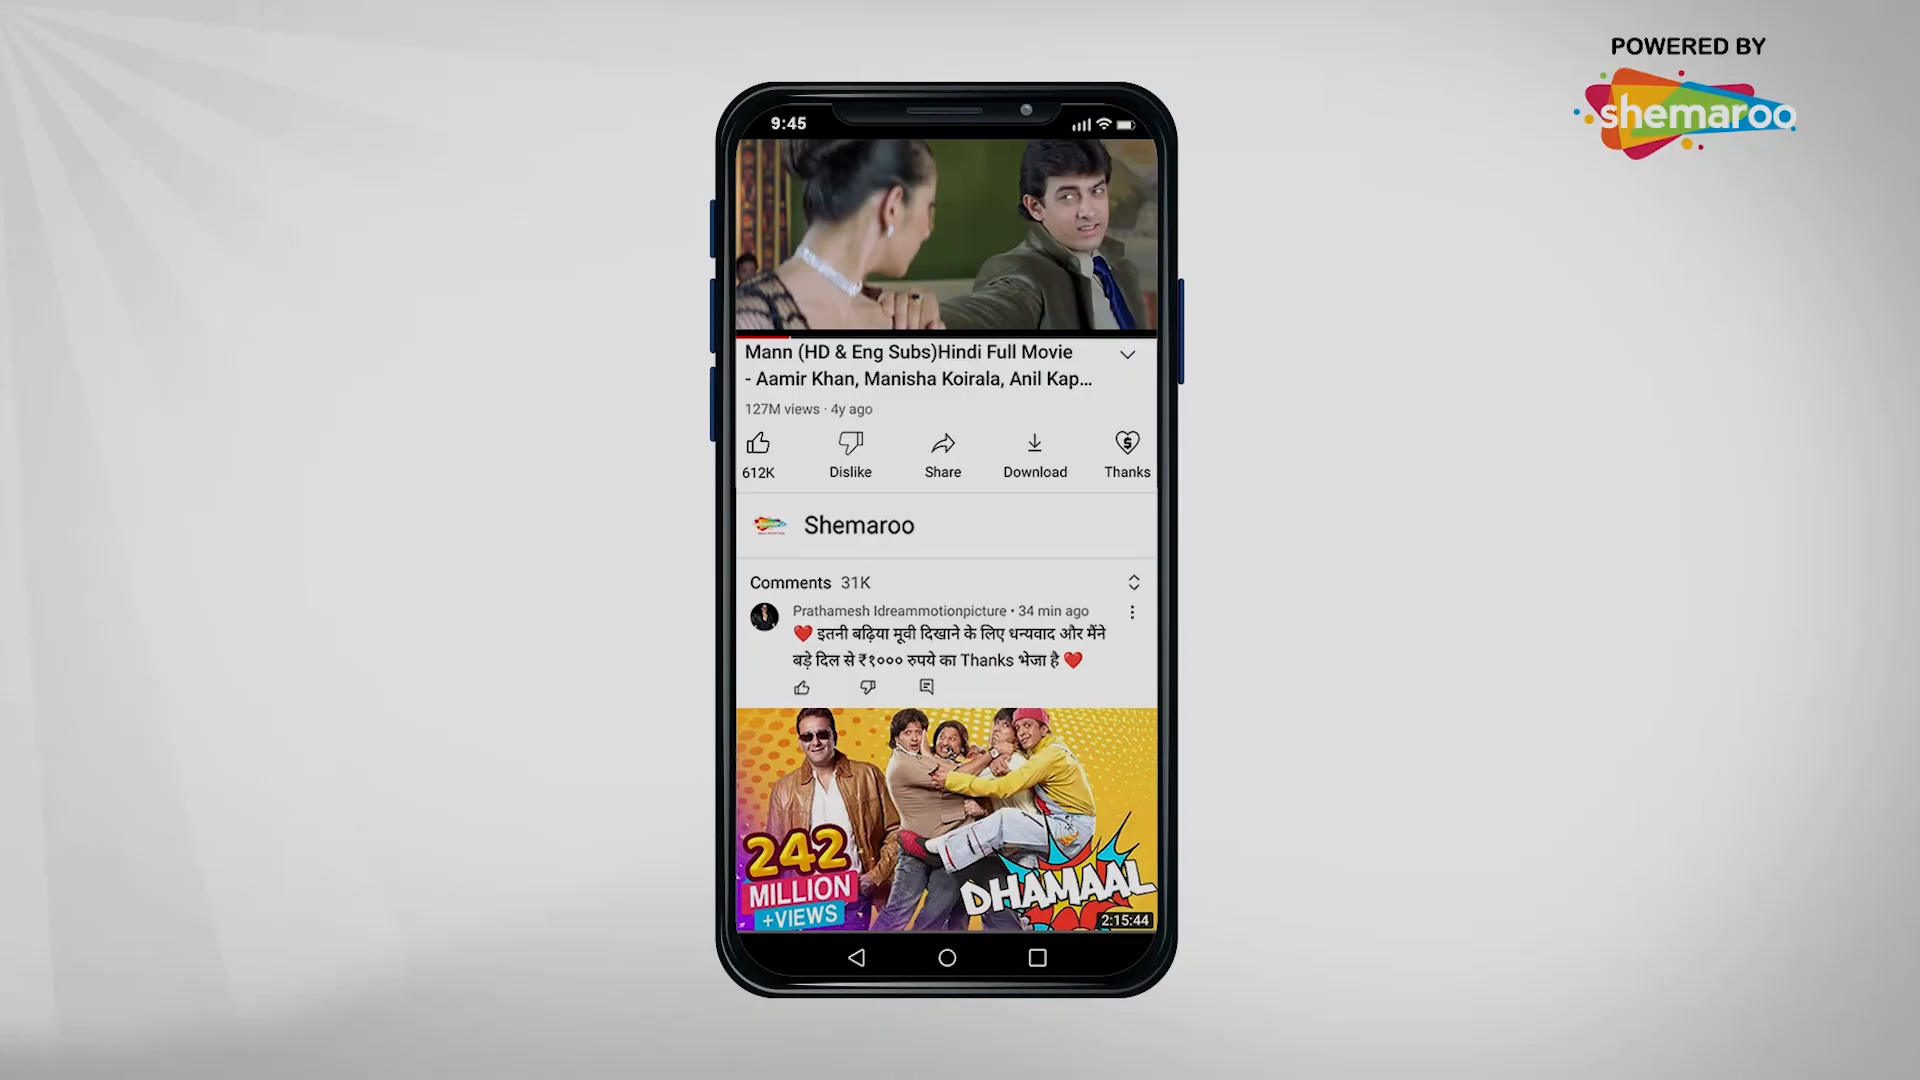 POWERED BY
shemaroo
9:45
Mann (HD & Eng Subs)Hindi Full Movie
- Aamir Khan, Manisha Koirala, Anil Kap...
127M views · 4y ago
612K Dislike Share Download Thanks
Shemaroo
Comments 31K
Prathamesh Idreammotionpicture • 34 min ago
❤️ इतनी बढ़िया मूवी दिखाने के लिए धन्यवाद और मैंने
बड़े दिल से ₹१००० रुपये का Thanks भेजा है ❤️
242
MILLION
+VIEWS
DHAMAAL
2:15:44